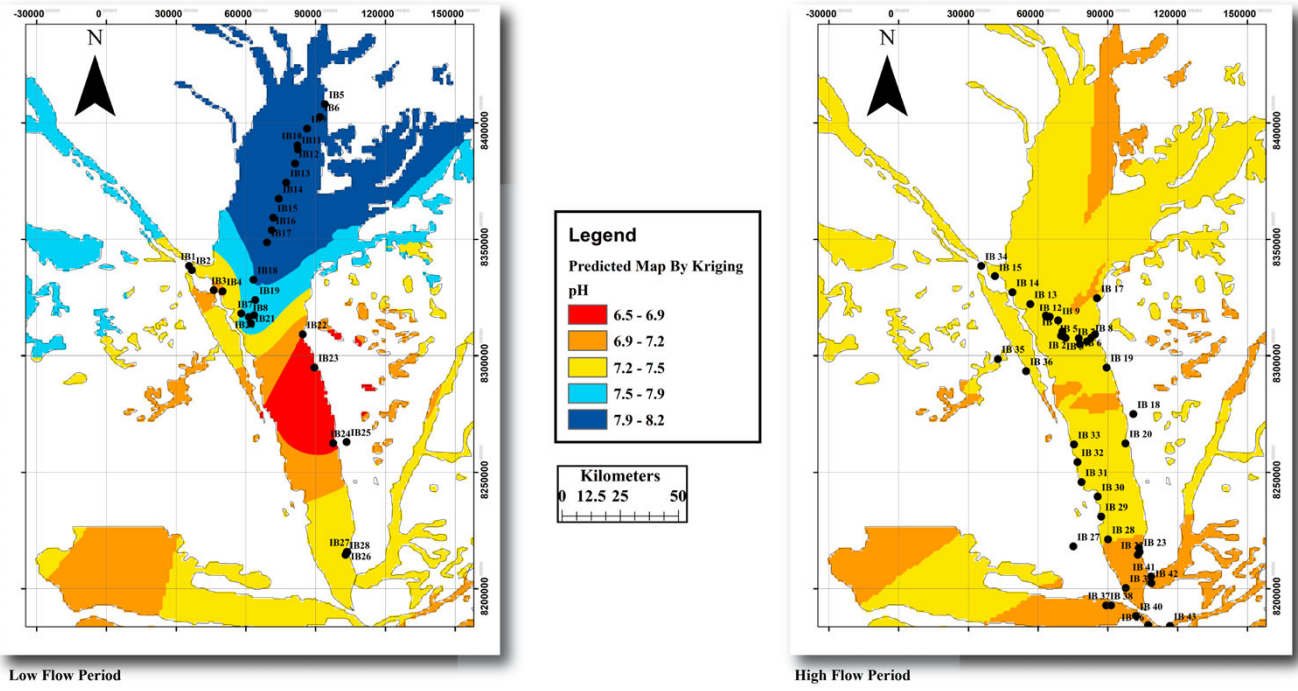 -30000 0 30000 60000 90000 120000 150000
N
IB5
IB6
IB10
IB11
IB12
IB13
IB14
IB15
IB16
IB17
IB1 IB2
IB18
IB3 IB4
IB19
IB7 IB8
IB21
IB22
IB23
IB24 IB25
IB27 IB28
IB26
8400000
8350000
8300000
8250000
8200000
Low Flow Period
Legend
Predicted Map By Kriging
pH
6.5 - 6.9
6.9 - 7.2
7.2 - 7.5
7.5 - 7.9
7.9 - 8.2
Kilometers
0 12.5 25 50
-30000 0 30000 60000 90000 120000 150000
N
IB 34
IB 15
IB 14
IB 17
IB 13
IB 12 IB 9
IB 8
IB 2
IB 6
IB 35
IB 36
IB 19
IB 18
IB 33
IB 20
IB 32
IB 31
IB 30
IB 29
IB 28
IB 27
IB 23
IB 41
IB 42
IB 37 IB 38
IB 40
IB 43
8400000
8350000
8300000
8250000
8200000
High Flow Period